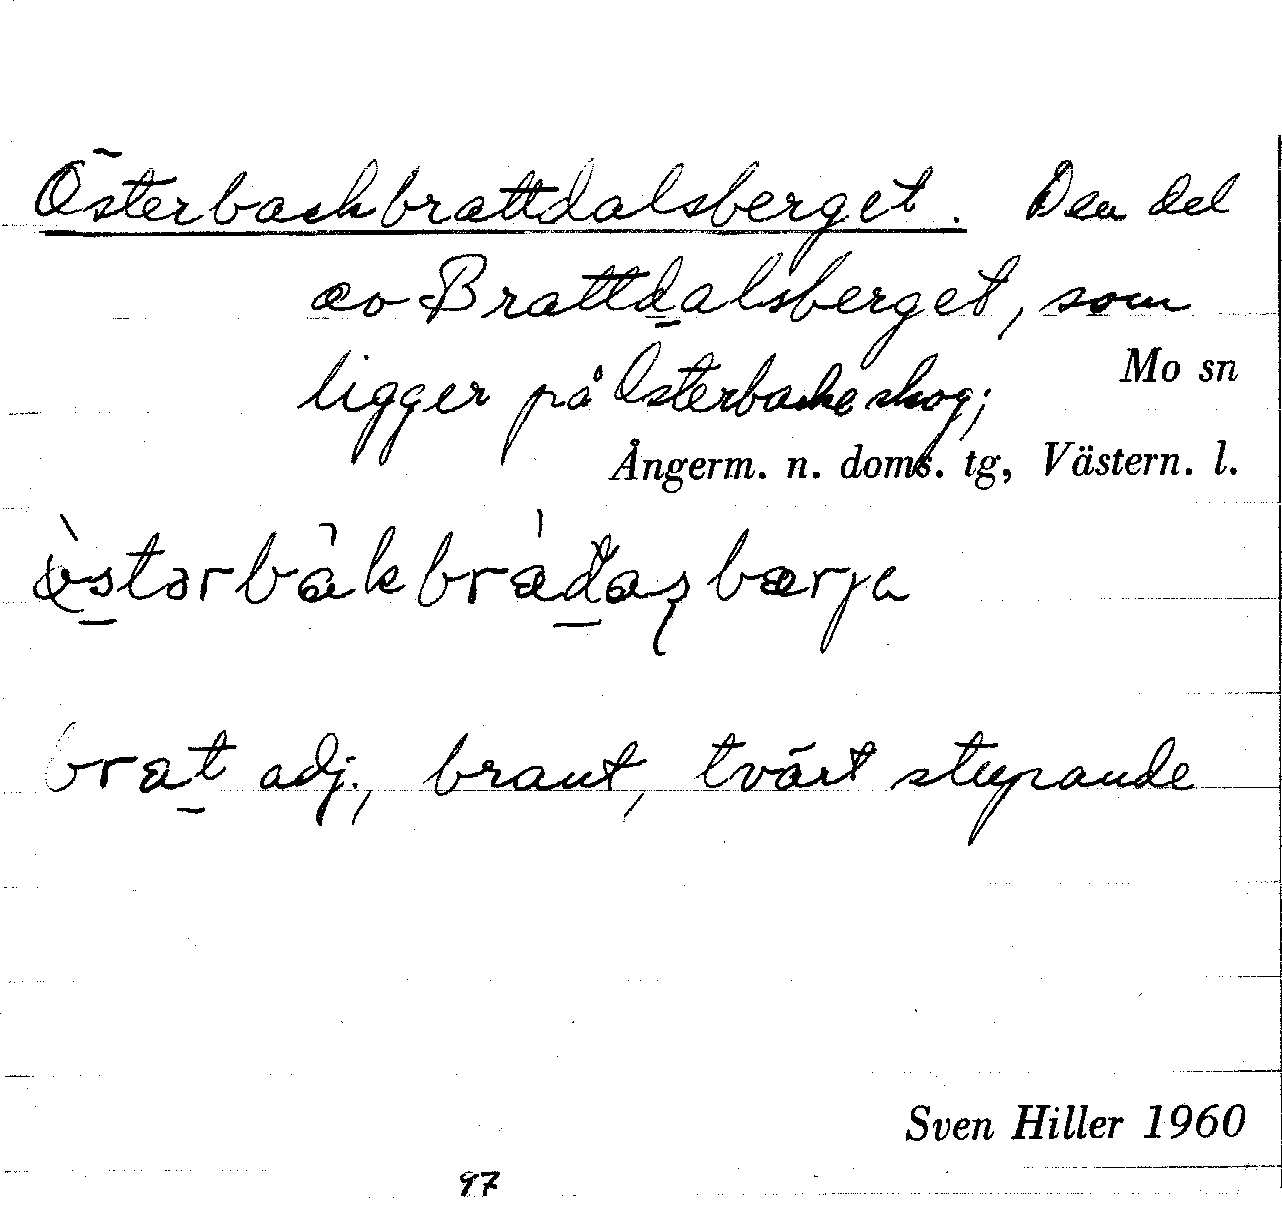 Österbackbrattdalsberget. Den del
av Brattdalsberget, som
ligger på Österbacke skog;
Mo sn
Ångerm. n. doms. tg, Västern. l.
brat adj., brant, tvärt stupande
Sven Hiller 1960
97